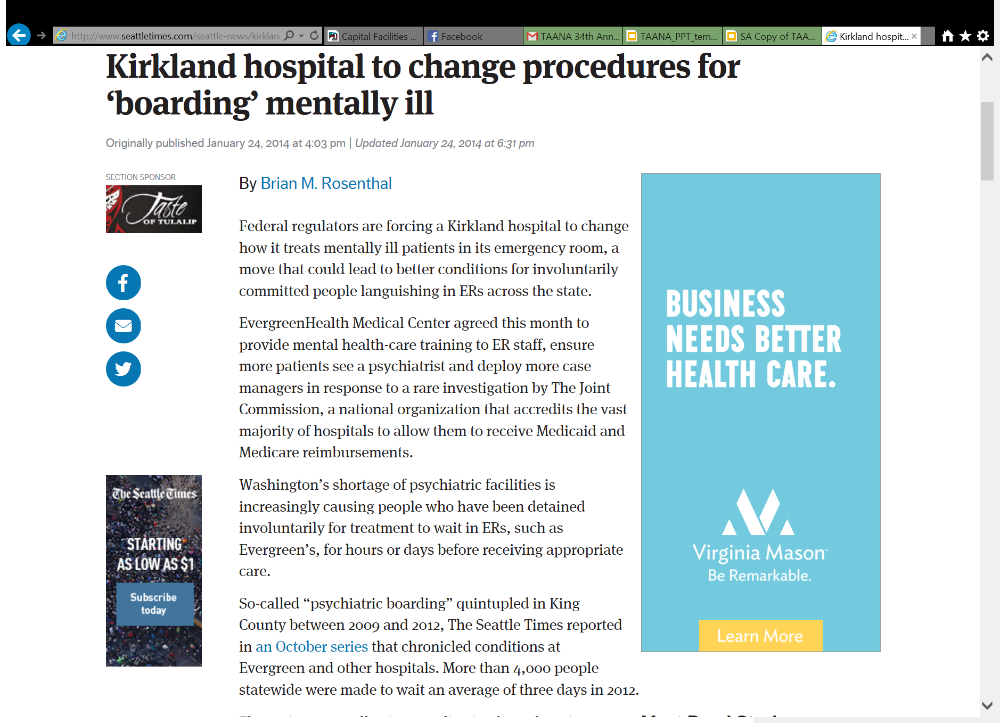 http://www.seattletimes.com/seattle-news/kirklan
Capital Facilities ...
Facebook
TAANA 34th Ann...
TAANA_PPT_tem...
SA Copy of TAA...
Kirkland hospit...
Kirkland hospital to change procedures for
‘boarding’ mentally ill
Originally published January 24, 2014 at 4:03 pm | Updated January 24, 2014 at 6:31 pm
SECTION SPONSOR
Taste
OF TULALIP
By Brian M. Rosenthal
Federal regulators are forcing a Kirkland hospital to change
how it treats mentally ill patients in its emergency room, a
move that could lead to better conditions for involuntarily
committed people languishing in ERs across the state.
EvergreenHealth Medical Center agreed this month to
provide mental health-care training to ER staff, ensure
more patients see a psychiatrist and deploy more case
managers in response to a rare investigation by The Joint
Commission, a national organization that accredits the vast
majority of hospitals to allow them to receive Medicaid and
Medicare reimbursements.
Washington’s shortage of psychiatric facilities is
increasingly causing people who have been detained
involuntarily for treatment to wait in ERs, such as
Evergreen’s, for hours or days before receiving appropriate
care.
So-called “psychiatric boarding” quintupled in King
County between 2009 and 2012, The Seattle Times reported
in an October series that chronicled conditions at
Evergreen and other hospitals. More than 4,000 people
statewide were made to wait an average of three days in 2012.
The Seattle Times
STARTING
AS LOW AS $1
Subscribe
today
BUSINESS
NEEDS BETTER
HEALTH CARE.
Virginia Mason™
Be Remarkable.
Learn More